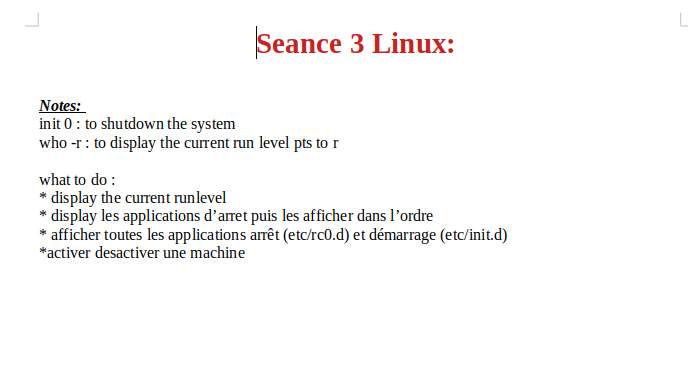 Seance 3 Linux:
Notes:
init 0 : to shutdown the system
who -r : to display the current run level pts to r
what to do :
* display the current runlevel
* display les applications d’arret puis les afficher dans l’ordre
* afficher toutes les applications arrêt (etc/rc0.d) et démarrage (etc/init.d)
*activer desactiver une machine